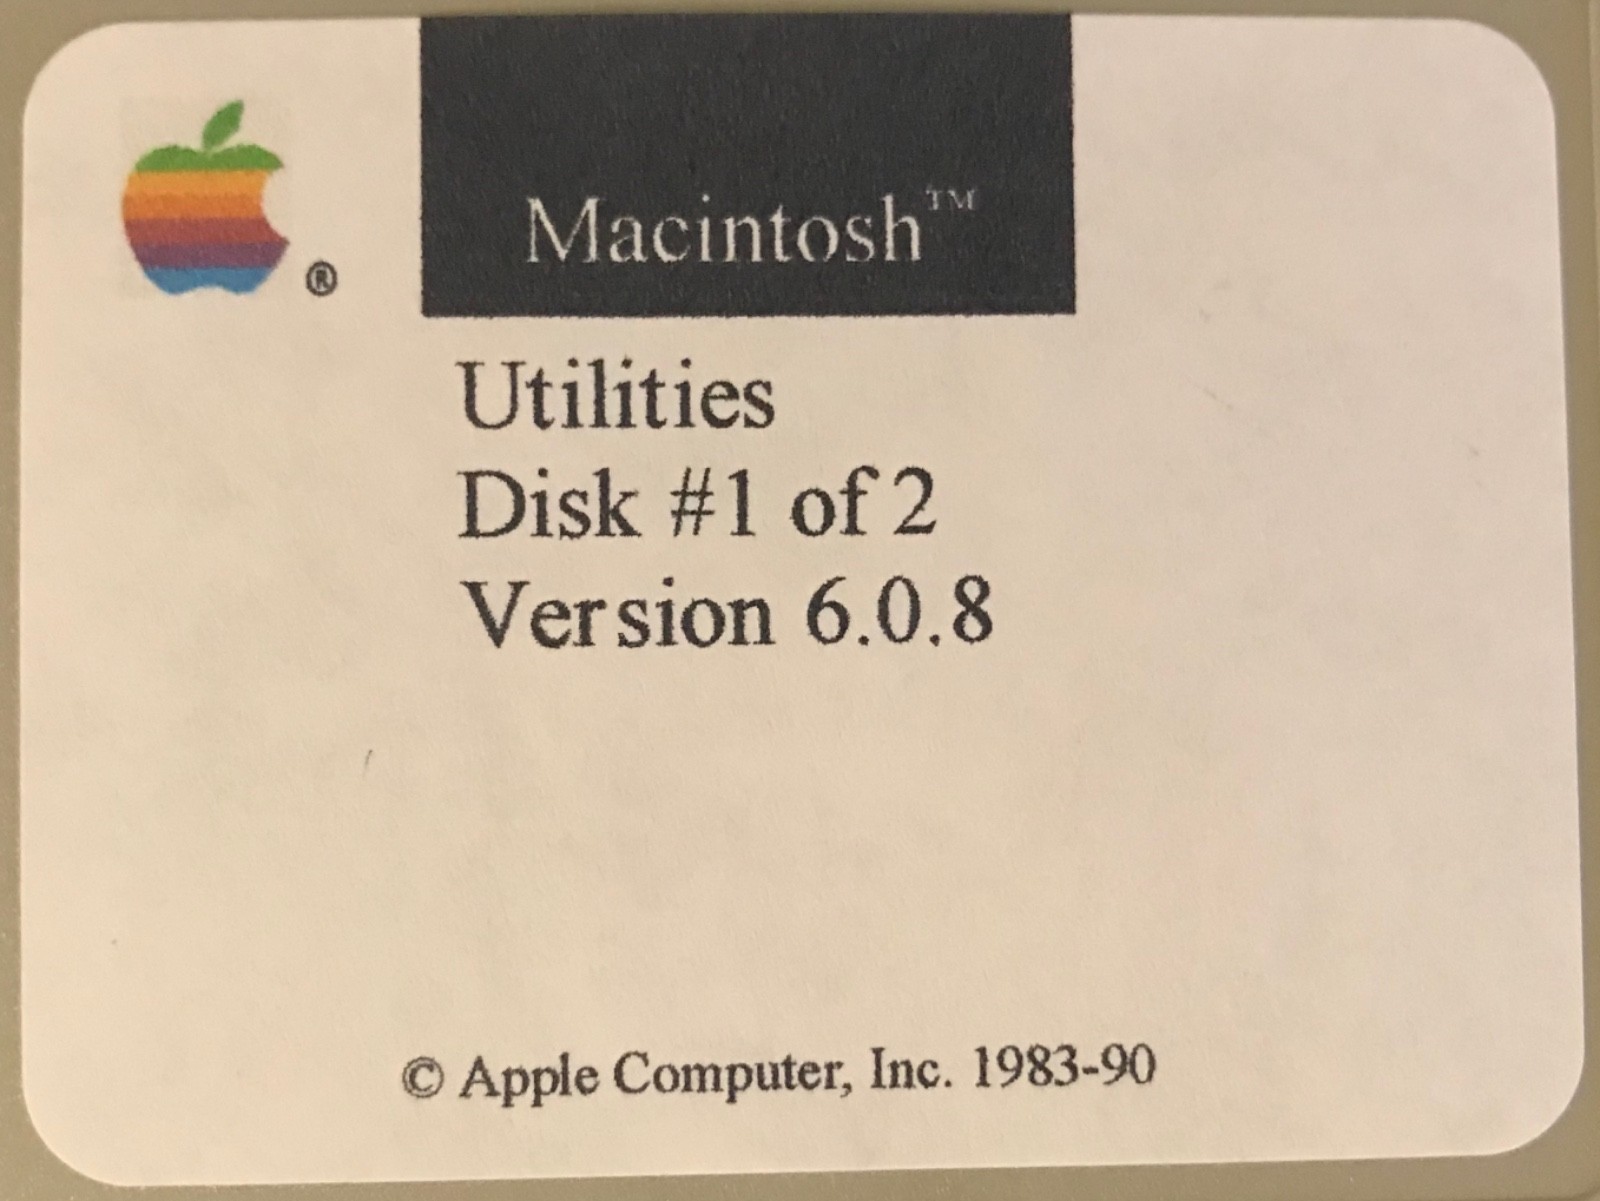 ®
Macintosh™
Utilities
Disk #1 of 2
Version 6.0.8
© Apple Computer, Inc. 1983-90